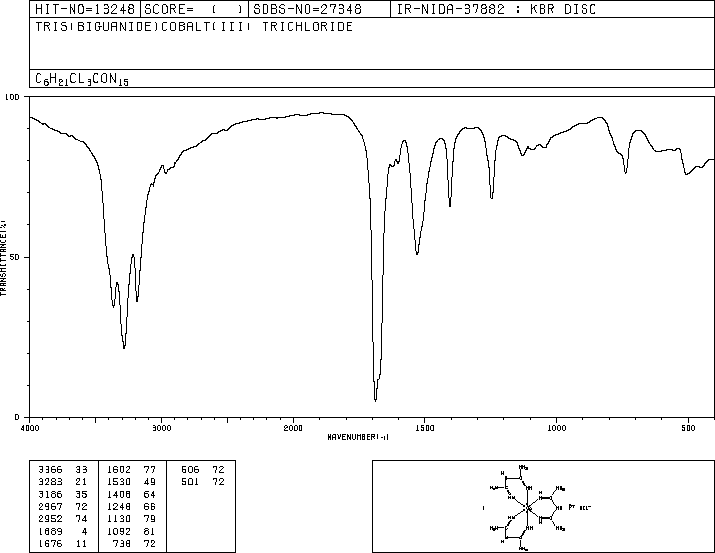 HIT-NO=13248 SCORE= ( ) SDBS-NO=27348 IR-NIDA-37882 : KBR DISC
TRIS(BIGUANIDE)COBALT(III) TRICHLORIDE
C6H21CL3CON15
100
50
0
TRANSMITTANCE(%)
4000 3000 2000 1500 1000 500
WAVENUMBER(-1)
3366 33 1602 77 506 72
3283 21 1530 49 501 72
3186 35 1408 64
2967 72 1248 66
2952 74 1130 79
1689 4 1092 81
1676 11 738 72